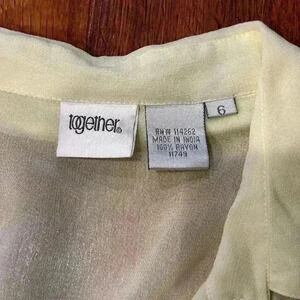 together®
6
RN# 114262
MADE IN INDIA
100% RAYON
11749